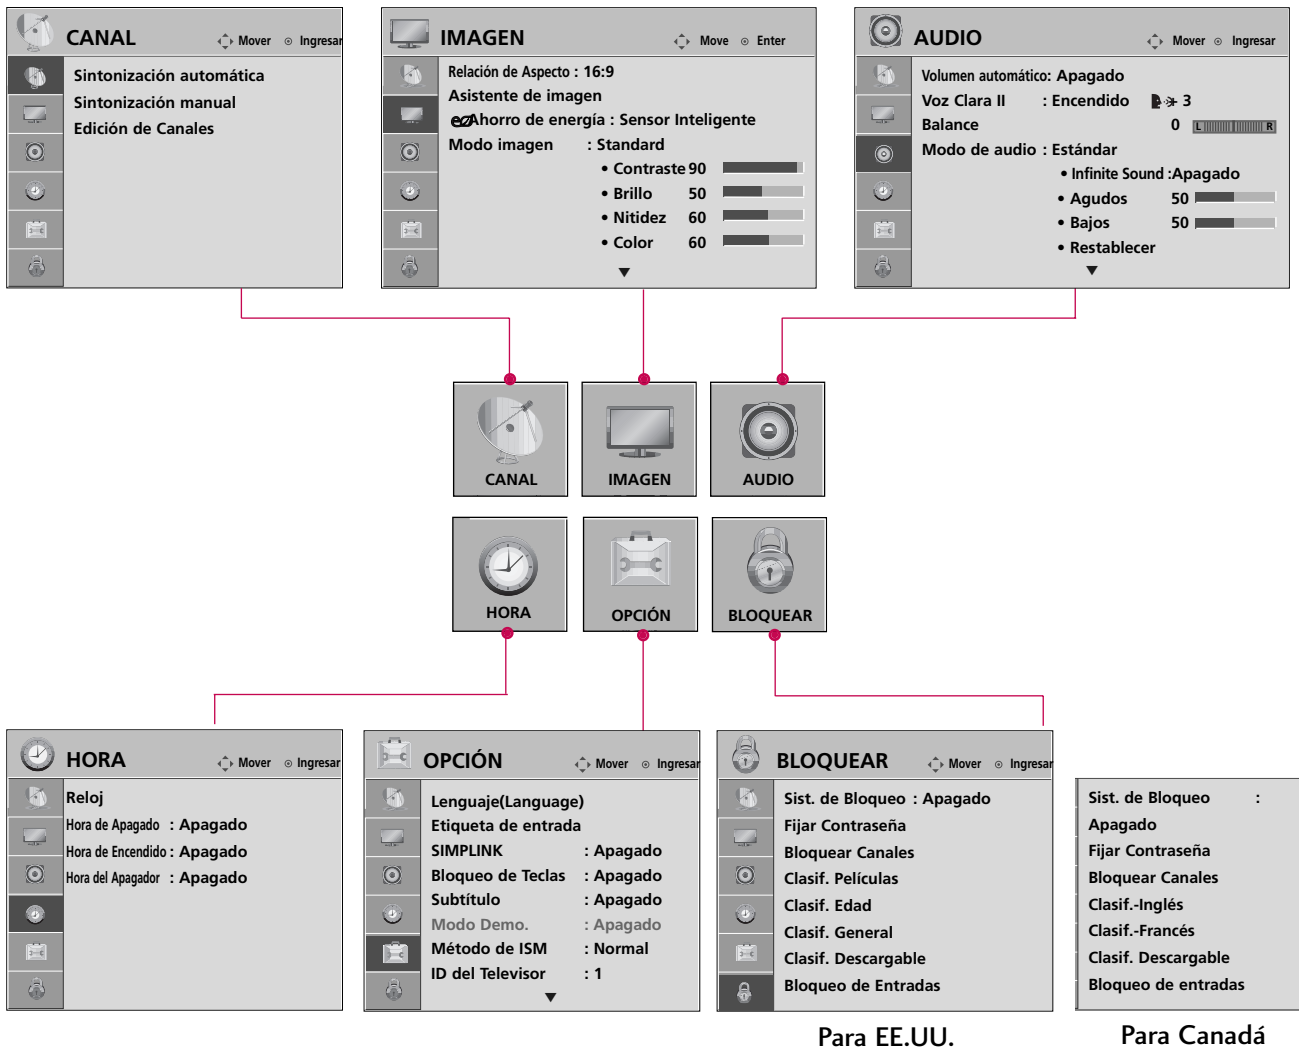 CANAL
Mover Ingresar
Sintonización automática
Sintonización manual
Edición de Canales
IMAGEN
Move Enter
Relación de Aspecto : 16:9
Asistente de imagen
Ahorro de energía : Sensor Inteligente
Modo imagen : Standard
• Contraste 90
• Brillo 50
• Nitidez 60
• Color 60
AUDIO
Mover Ingresar
Volumen automático: Apagado
Voz Clara II : Encendido 3
Balance 0 L R
Modo de audio : Estándar
• Infinite Sound :Apagado
• Agudos 50
• Bajos 50
• Restablecer
CANAL
IMAGEN
AUDIO
HORA
OPCIÓN
BLOQUEAR
HORA
Mover Ingresar
Reloj
Hora de Apagado : Apagado
Hora de Encendido : Apagado
Hora del Apagador : Apagado
OPCIÓN
Mover Ingresar
Lenguaje(Language)
Etiqueta de entrada
SIMPLINK : Apagado
Bloqueo de Teclas : Apagado
Subtítulo : Apagado
Modo Demo. : Apagado
Método de ISM : Normal
ID del Televisor : 1
BLOQUEAR
Mover Ingresar
Sist. de Bloqueo : Apagado
Fijar Contraseña
Bloquear Canales
Clasif. Películas
Clasif. Edad
Clasif. General
Clasif. Descargable
Bloqueo de Entradas
Para EE.UU.
Sist. de Bloqueo :
Apagado
Fijar Contraseña
Bloquear Canales
Clasif.-Inglés
Clasif.-Francés
Clasif. Descargable
Bloqueo de entradas
Para Canadá